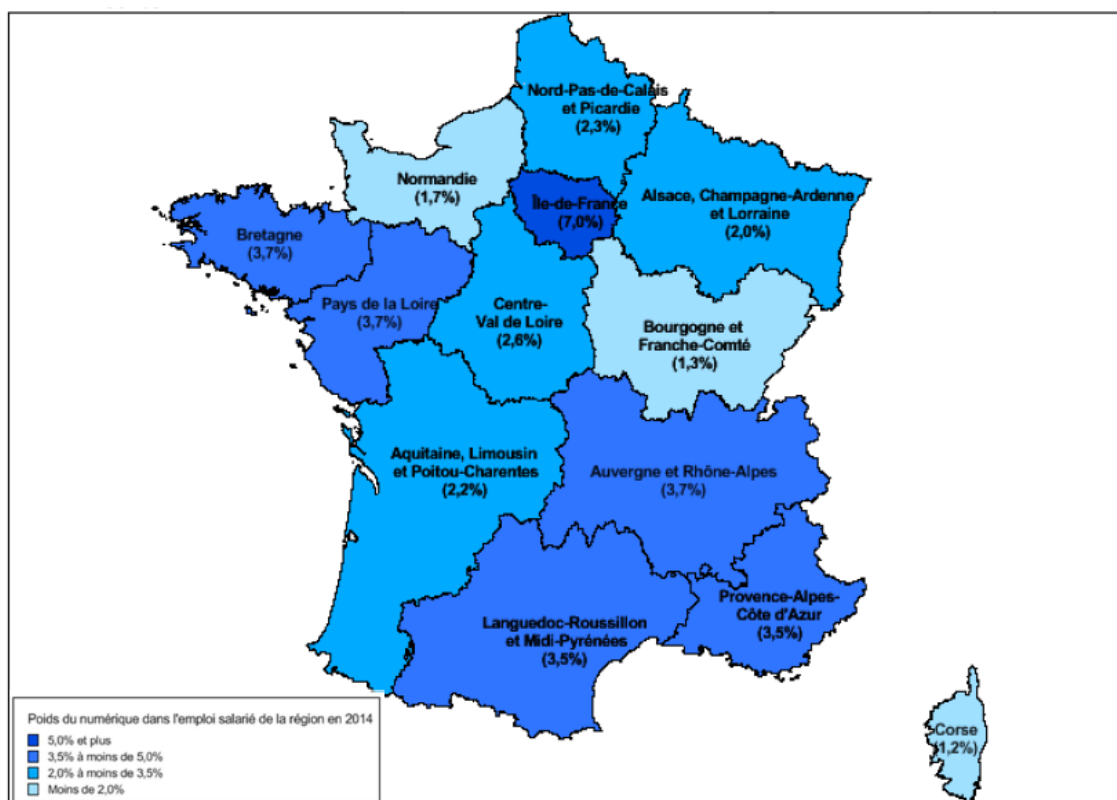 Nord-Pas-de-Calais
et Picardie
(2,3%)
Normandie
(1,7%)
Île-de-France
(7,0%)
Alsace, Champagne-Ardenne
et Lorraine
(2,0%)
Bretagne
(3,7%)
Pays de la Loire
(3,7%)
Centre-
Val de Loire
(2,6%)
Bourgogne et
Franche-Comté
(1,3%)
Aquitaine, Limousin
et Poitou-Charentes
(2,2%)
Auvergne et Rhône-Alpes
(3,7%)
Languedoc-Roussillon
et Midi-Pyrénées
(3,5%)
Provence-Alpes-
Côte d'Azur
(3,5%)
Corse
(1,2%)
Poids du numérique dans l'emploi salarié de la région en 2014
5,0% et plus
3,5% à moins de 5,0%
2,0% à moins de 3,5%
Moins de 2,0%